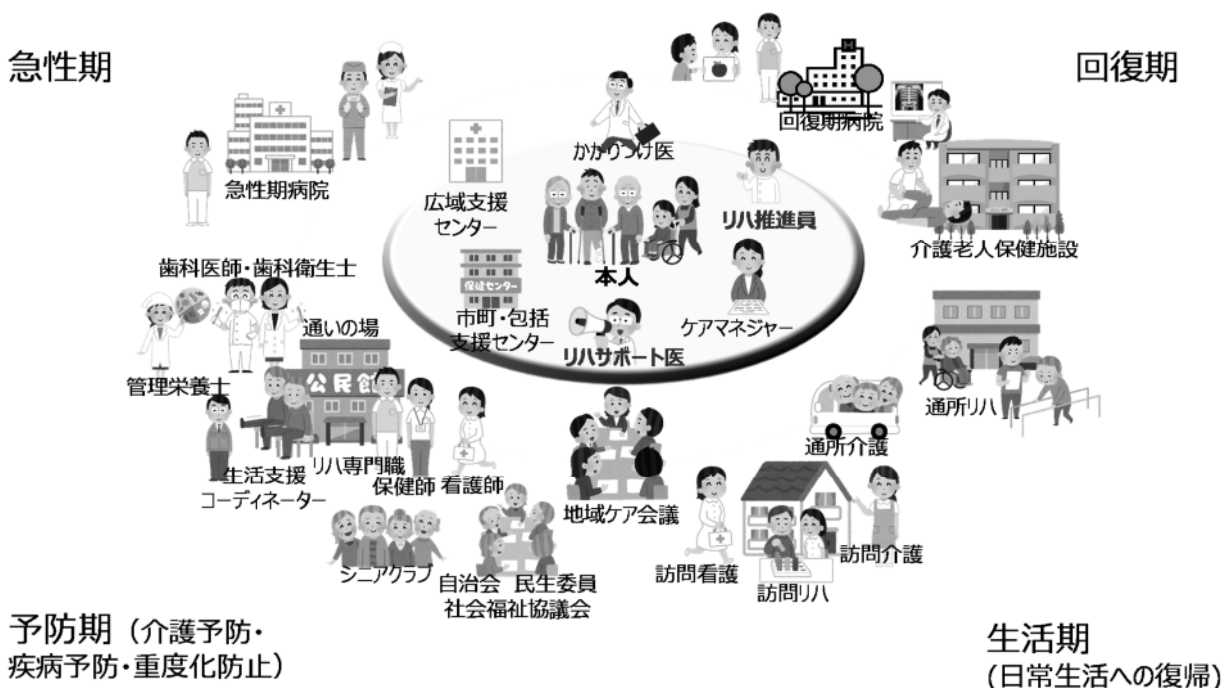 急性期
回復期
急性期病院
回復期病院
かかりつけ医
広域支援
センター
リハ推進員
介護老人保健施設
本人
保健センター
市町・包括
支援センター
ケアマネジャー
リハサポート医
歯科医師・歯科衛生士
通いの場
管理栄養士
公民館
生活支援
コーディネーター
リハ専門職
保健師
看護師
通所リハ
通所介護
地域ケア会議
シニアクラブ
自治会 民生委員
社会福祉協議会
訪問看護
訪問リハ
訪問介護
予防期（介護予防・
疾病予防・重度化防止）
生活期
(日常生活への復帰)